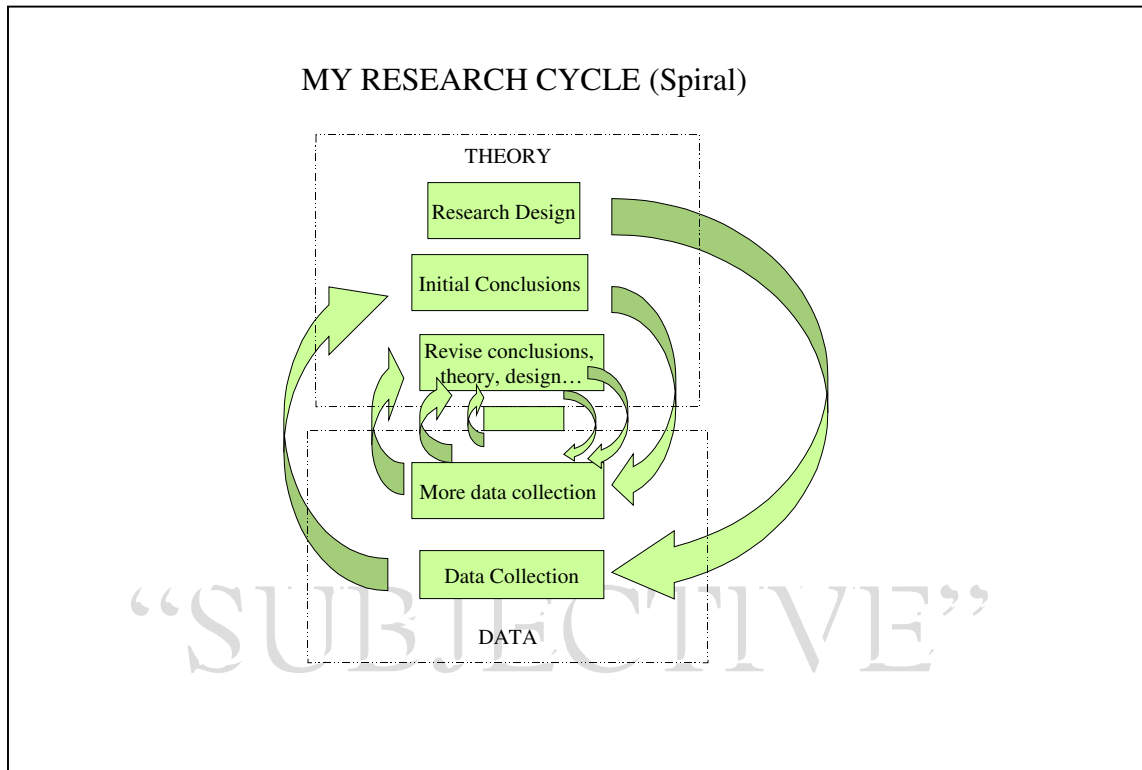 MY RESEARCH CYCLE (Spiral)
THEORY
Research Design
Initial Conclusions
Revise conclusions,
theory, design…
More data collection
Data Collection
“SUBJECTIVE”
DATA